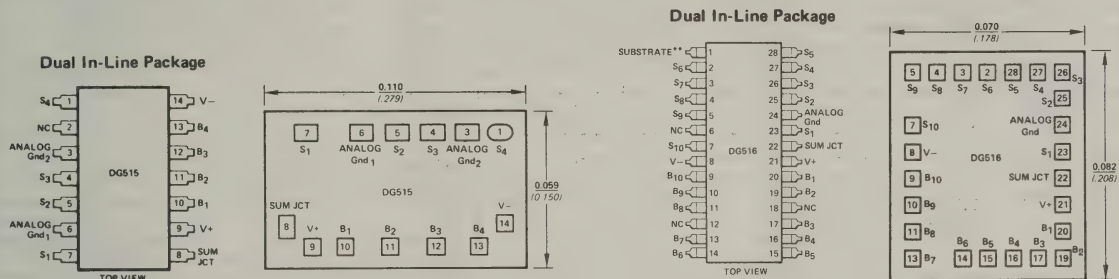 Dual In-Line Package
S4 1 14 V–
NC 2 13 B4
ANALOG Gnd2 3 12 B3
S3 4 DG515 11 B2
S2 5 10 B1
ANALOG Gnd1 6 9 V+
S1 7 8 SUM JCT
TOP VIEW
0.110
(.279)
7 6 5 4 3 1
S1 ANALOG Gnd1 S2 S3 ANALOG Gnd2 S4
DG515
0.059
(0 150)
SUM JCT V+ B1 B2 B3 B4 V–
8 9 10 11 12 13 14
Dual In-Line Package
SUBSTRATE** 1 28 S5
S6 2 27 S4
S7 3 26 S3
S8 4 25 S2
S9 5 24 ANALOG Gnd
NC 6 23 S1
S10 7 DG516 22 SUM JCT
V– 8 21 V+
B10 9 20 B1
B9 10 19 B2
B8 11 18 NC
NC 12 17 B3
B7 13 16 B4
B6 14 15 B5
TOP VIEW
0.070
(.178)
5 4 3 2 28 27 26 S3
S9 S8 S7 S6 S5 S4
S2 25
7 S10 ANALOG Gnd 24
8 V– S1 23
DG516
9 B10 SUM JCT 22
10 B9 V+ 21
11 B8 B1 20
B6 B5 B4 B3 B2
13 B7 14 15 16 17 19
0.082
(.208)